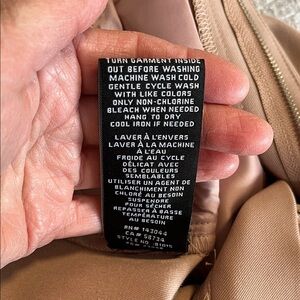 TURN GARMENT INSIDE
OUT BEFORE WASHING
MACHINE WASH COLD
GENTLE CYCLE WASH
WITH LIKE COLORS
ONLY NON-CHLORINE
BLEACH WHEN NEEDED
HANG TO DRY
COOL IRON IF NEEDED
LAVER À L'ENVERS
LAVER À LA MACHINE
À L'EAU
FROIDE AU CYCLE
DÉLICAT AVEC
DES COULEURS
SEMBLABLES
UTILISER UN AGENT DE
BLANCHIMENT NON
CHLORÉ AU BESOIN
SUSPENDRE
POUR SÉCHER
REPASSER À BASSE
TEMPÉRATURE
AU BESOIN
RN# 143044
CA# 58734
STYLE NO.